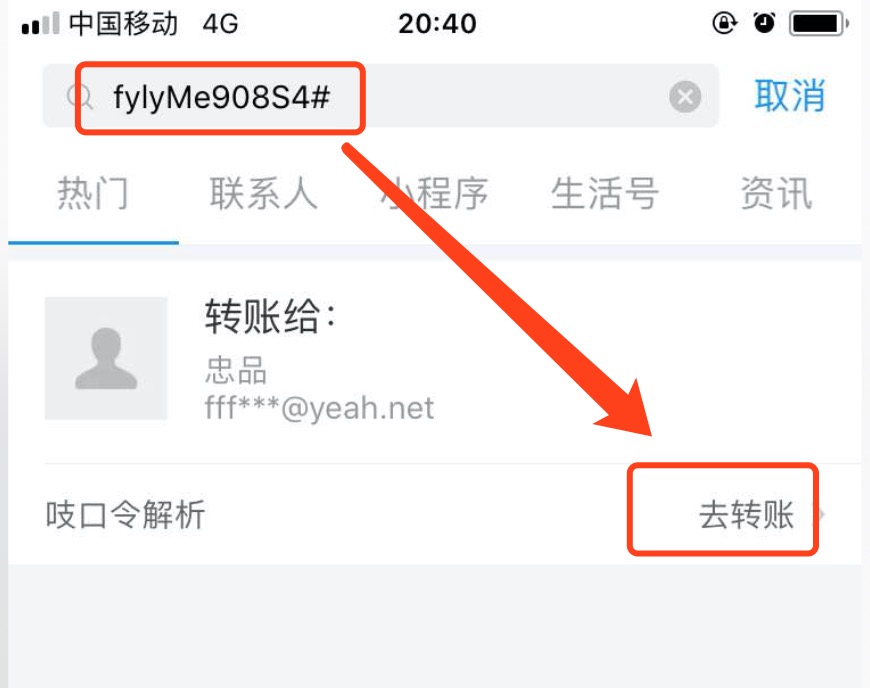 中国移动 4G 20:40
fylyMe908S4# 取消
热门 联系人 小程序 生活号 资讯
转账给：
忠品
fff***@yeah.net
吱口令解析 去转账